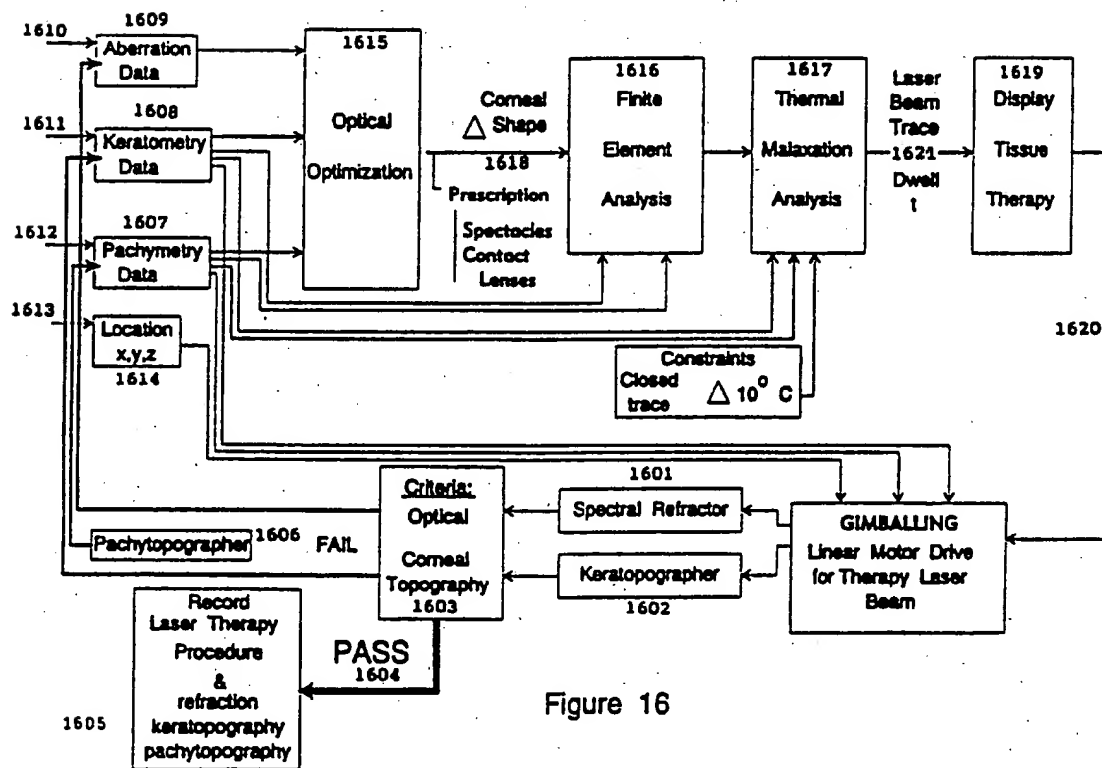 1609
1610
Aberration
Data
1608
1611
Keratometry
Data
1607
1612
Pachymetry
Data
1613
Location
x,y,z
1614
1615
Optical
Optimization
Corneal
Δ Shape
1618
Prescription
Spectacles
Contact
Lenses
1616
Finite
Element
Analysis
1617
Thermal
Malaxation
Analysis
Laser
Beam
Trace
1621
Dwell
t
1619
Display
Tissue
Therapy
1620
Constraints
Closed Δ 10° C
trace
1601
Spectral Refractor
Keratopographer
1602
GIMBALLING
Linear Motor Drive
for Therapy Laser
Beam
Criteria:
Optical
Corneal
Topography
1603
Pachytopographer
1606
FAIL
PASS
1604
Record
Laser Therapy
Procedure
&
refraction
keratopography
pachytopography
1605
Figure 16